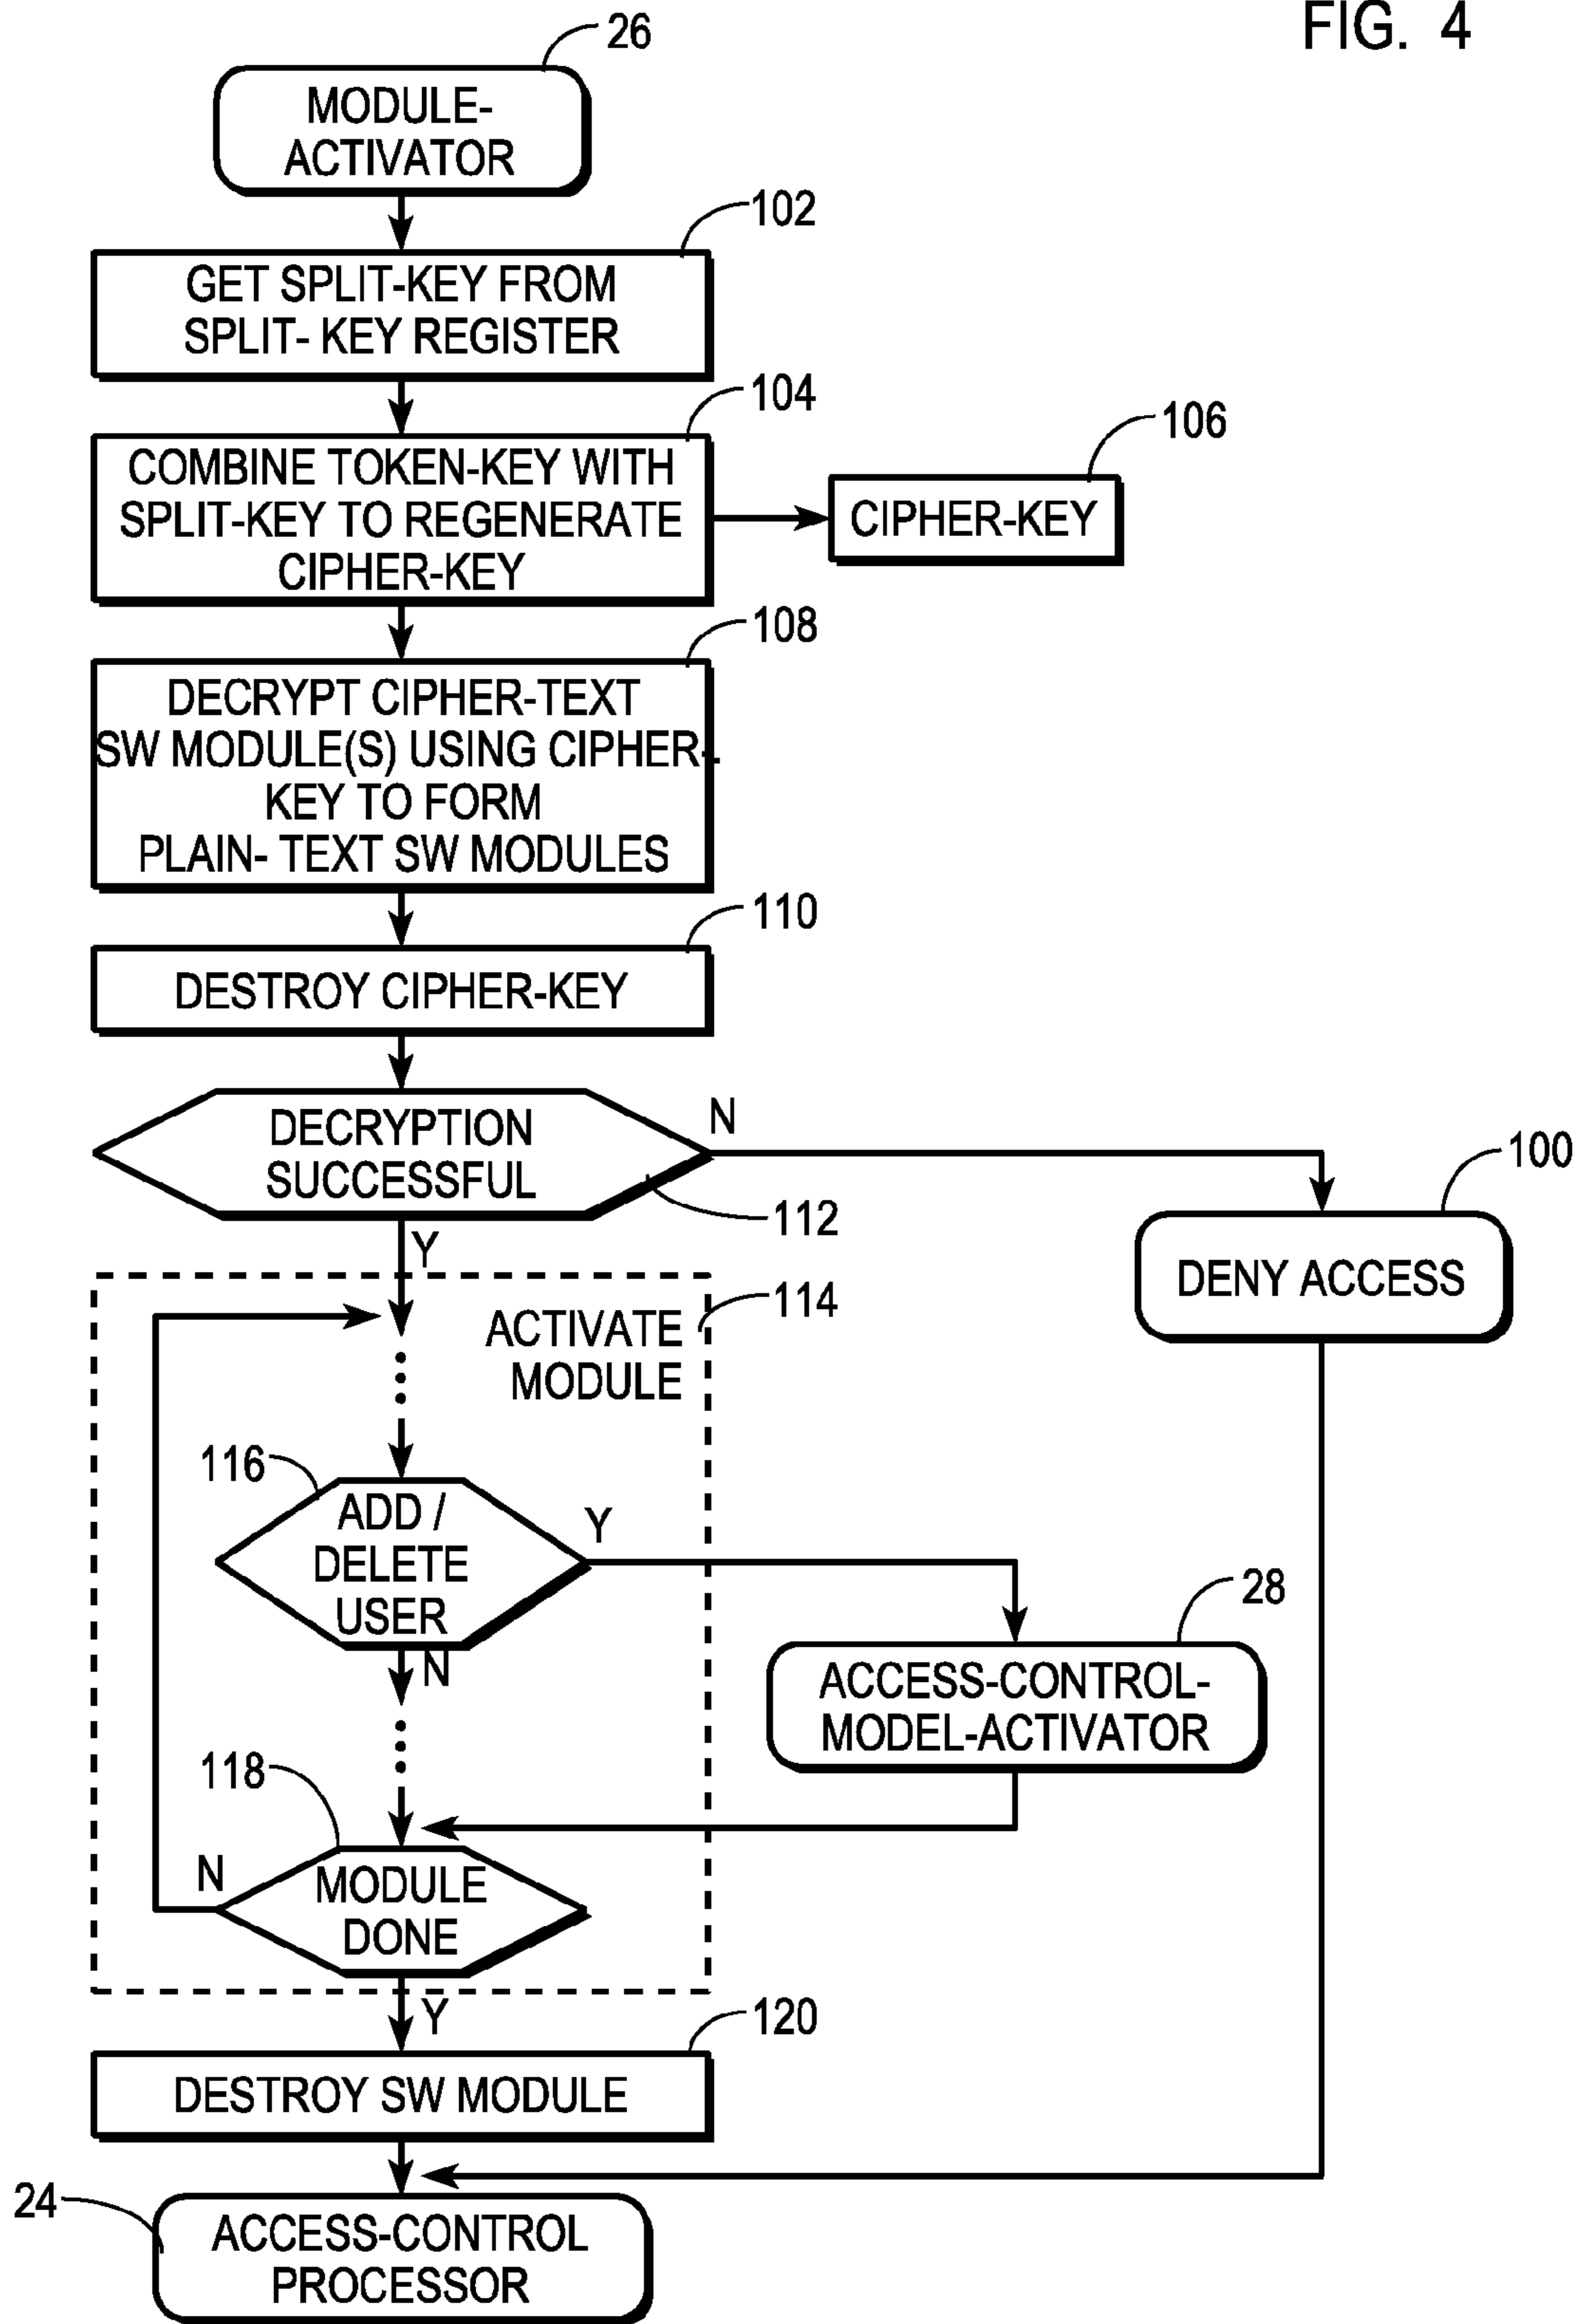 FIG. 4
26
MODULE-
ACTIVATOR
102
GET SPLIT-KEY FROM
SPLIT- KEY REGISTER
104
COMBINE TOKEN-KEY WITH
SPLIT-KEY TO REGENERATE
CIPHER-KEY
106
CIPHER-KEY
108
DECRYPT CIPHER-TEXT
SW MODULE(S) USING CIPHER-
KEY TO FORM
PLAIN- TEXT SW MODULES
110
DESTROY CIPHER-KEY
DECRYPTION
SUCCESSFUL
N
112
Y
100
DENY ACCESS
114
ACTIVATE
MODULE
116
ADD /
DELETE
USER
Y
N
28
ACCESS-CONTROL-
MODEL-ACTIVATOR
118
N
MODULE
DONE
Y
120
DESTROY SW MODULE
24
ACCESS-CONTROL
PROCESSOR